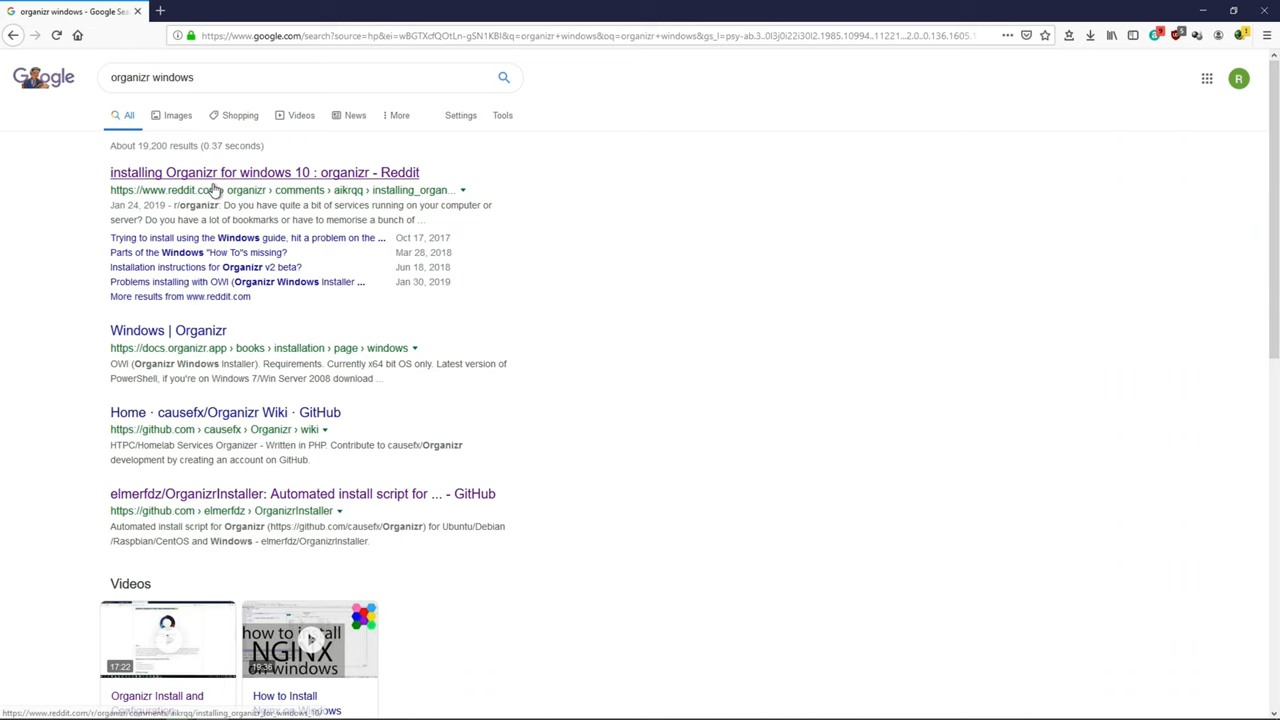 organizr windows - Google Sea
https://www.google.com/search?source=hp&ei=wBGTXcfQOtLn-gSN1KBI&q=organizr+windows&oq=organizr+windows&gs_l=psy-ab.3..0l3j0i22i30l2.1985.10994..11221...2.0..0.136.1605.1
9
Google
organizr windows
R
All
Images
Shopping
Videos
News
More
Settings
Tools
About 19,200 results (0.37 seconds)
installing Organizr for windows 10 : organizr - Reddit
https://www.reddit.co › organizr › comments › aikrqq › installing_organ...
Jan 24, 2019 - r/organizr: Do you have quite a bit of services running on your computer or
server? Do you have a lot of bookmarks or have to memorise a bunch of ...
Trying to install using the Windows guide, hit a problem on the ... Oct 17, 2017
Parts of the Windows "How To"s missing? Mar 28, 2018
Installation instructions for Organizr v2 beta? Jun 18, 2018
Problems installing with OWI (Organizr Windows Installer ... Jan 30, 2019
More results from www.reddit.com
Windows | Organizr
https://docs.organizr.app › books › installation › page › windows
OWI (Organizr Windows Installer). Requirements. Currently x64 bit OS only. Latest version of
PowerShell, if you're on Windows 7/Win Server 2008 download ...
Home · causefx/Organizr Wiki · GitHub
https://github.com › causefx › Organizr › wiki
HTPC/Homelab Services Organizer - Written in PHP. Contribute to causefx/Organizr
development by creating an account on GitHub.
elmerfdz/OrganizrInstaller: Automated install script for ... - GitHub
https://github.com › elmerfdz › OrganizrInstaller
Automated install script for Organizr (https://github.com/causefx/Organizr) for Ubuntu/Debian
/Raspbian/CentOS and Windows - elmerfdz/OrganizrInstaller.
Videos
17:22
how to install
NGINX
on windows
19:36
Organizr Install and
Configuration
How to Install
Nginx on Windows
https://www.reddit.com/r/organizr/comments/aikrqq/installing_organizr_for_windows_10/